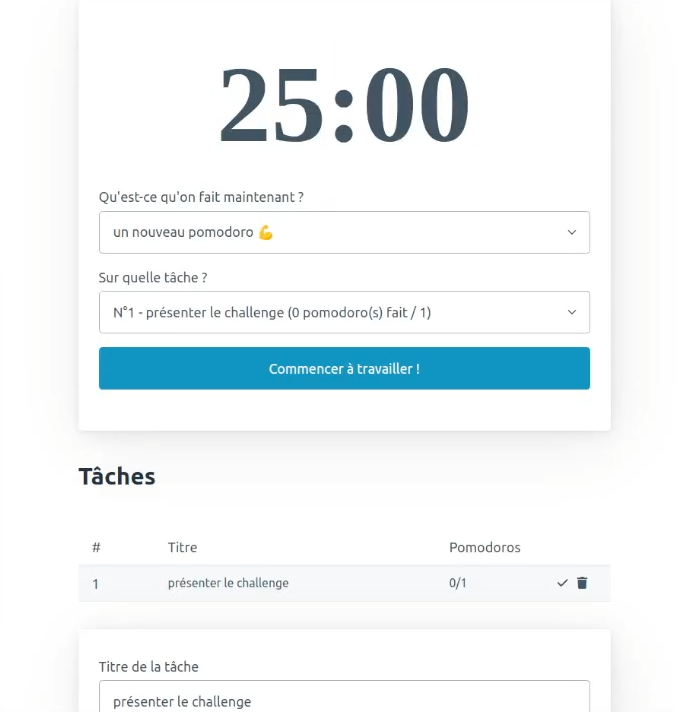 25:00
Qu'est-ce qu'on fait maintenant ?
un nouveau pomodoro 💪
Sur quelle tâche ?
N°1 - présenter le challenge (0 pomodoro(s) fait / 1)
Commencer à travailler !
Tâches
# Titre Pomodoros
1 présenter le challenge 0/1
Titre de la tâche
présenter le challenge